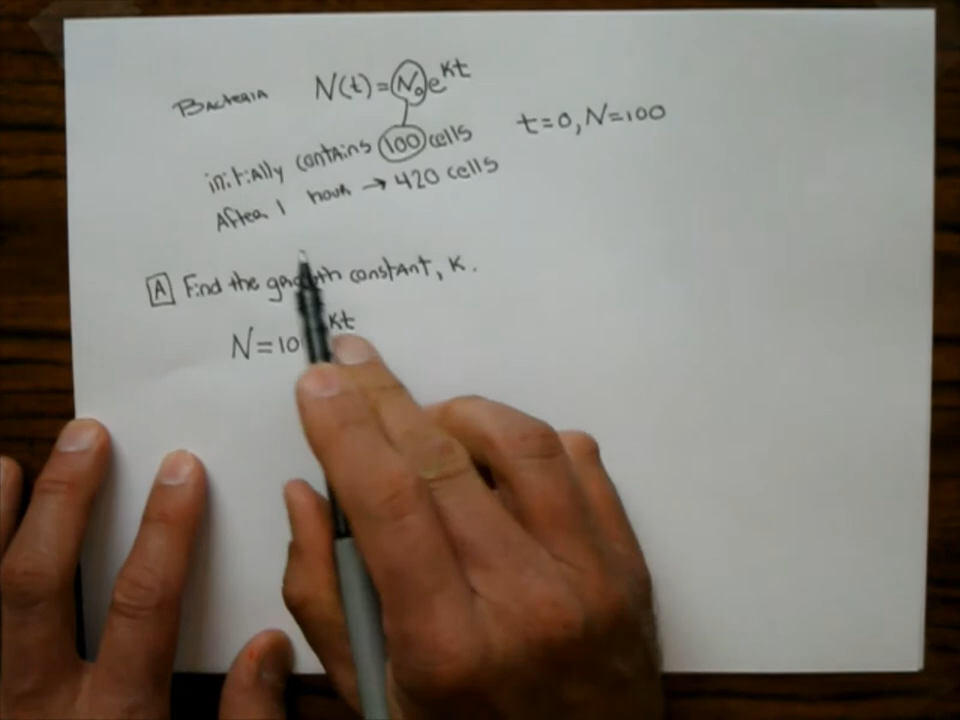 Bacteria N(t)=N₀e^kt
initially contains 100 cells t=0, N=100
After 1 hour → 420 cells
A Find the growth constant, k.
N=10 kt